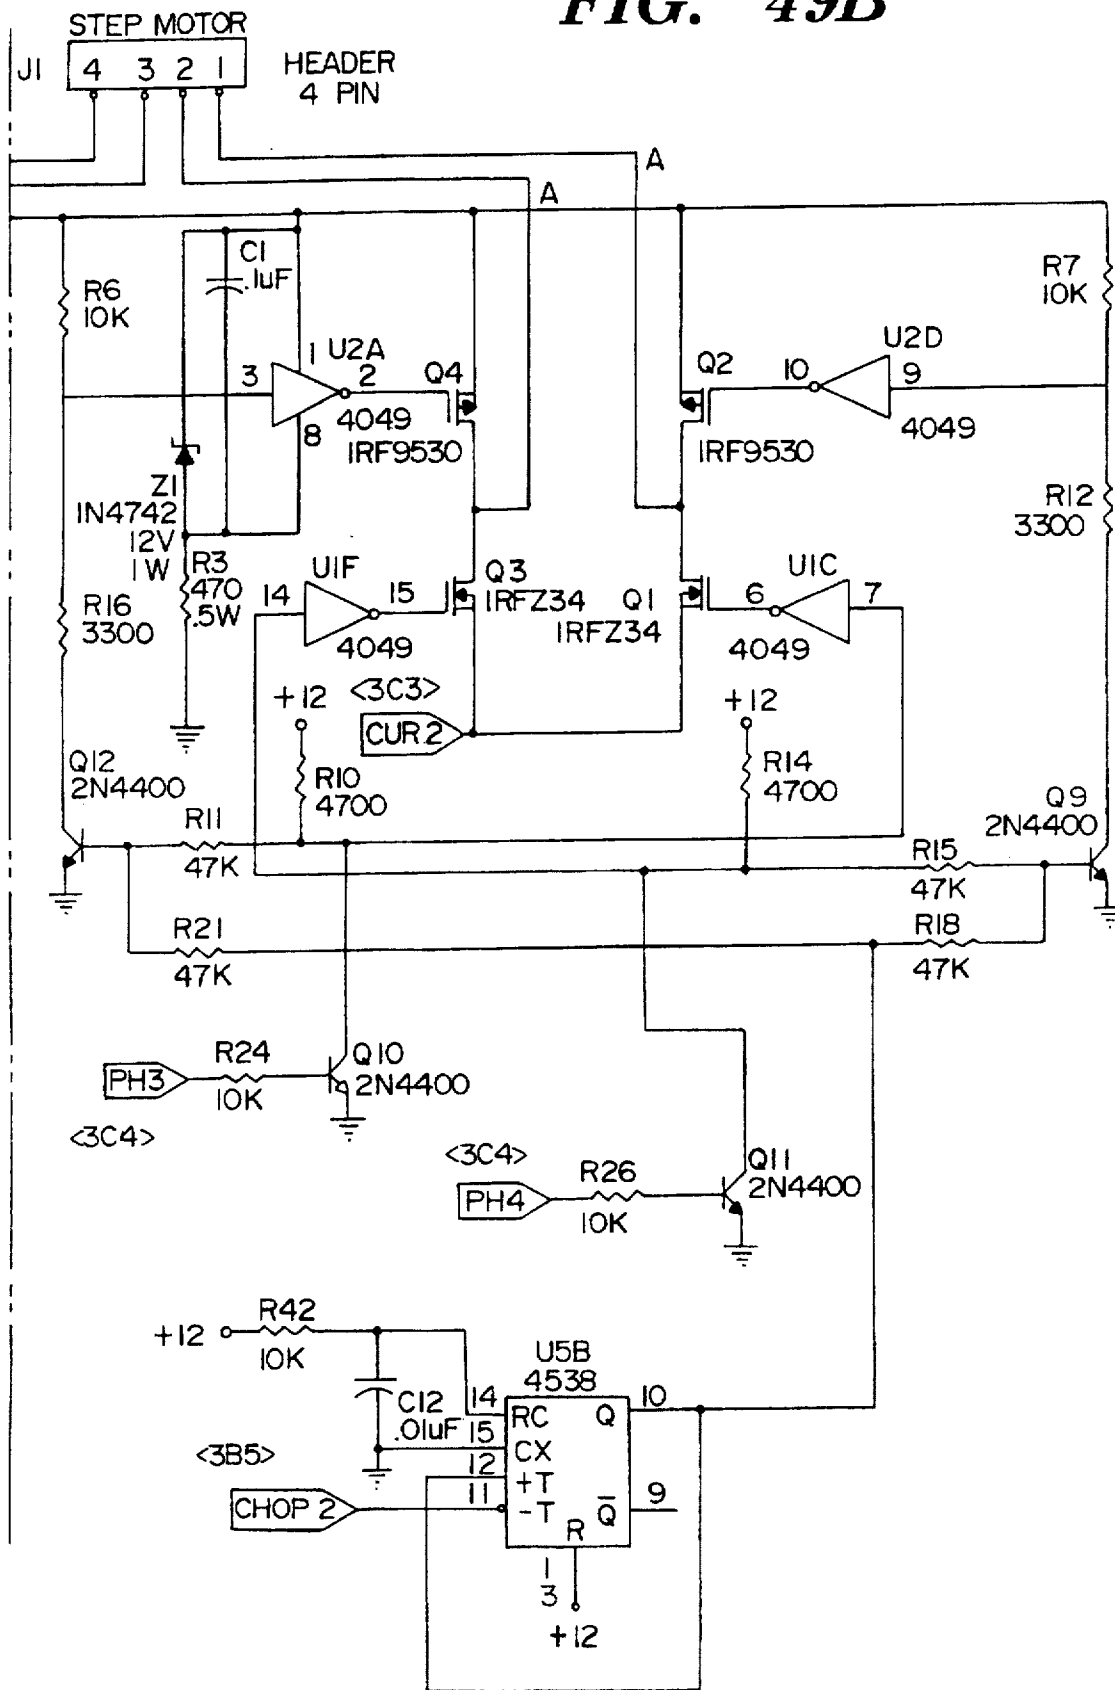 FIG. 49B
STEP MOTOR
J1
4 3 2 1
HEADER
4 PIN
A
A
R6
10K
C1
.1uF
R7
10K
1
U2A
3
2
4049
8
Q4
IRF9530
Q2
IRF9530
U2D
10
9
4049
Z1
1N4742
12V
1W
R3
470
.5W
R12
3300
R16
3300
U1F
14
15
4049
Q3
IRFZ34
Q1
IRFZ34
U1C
6
7
4049
<3C3>
CUR2
+12
R10
4700
+12
R14
4700
Q12
2N4400
Q9
2N4400
R11
47K
R15
47K
R21
47K
R18
47K
PH3
<3C4>
R24
10K
Q10
2N4400
<3C4>
PH4
R26
10K
Q11
2N4400
+12
R42
10K
C12
.01uF
U5B
4538
14
RC
Q
10
15
CX
12
+T
11
-T
Q̅
9
R
1
3
+12
<3B5>
CHOP 2